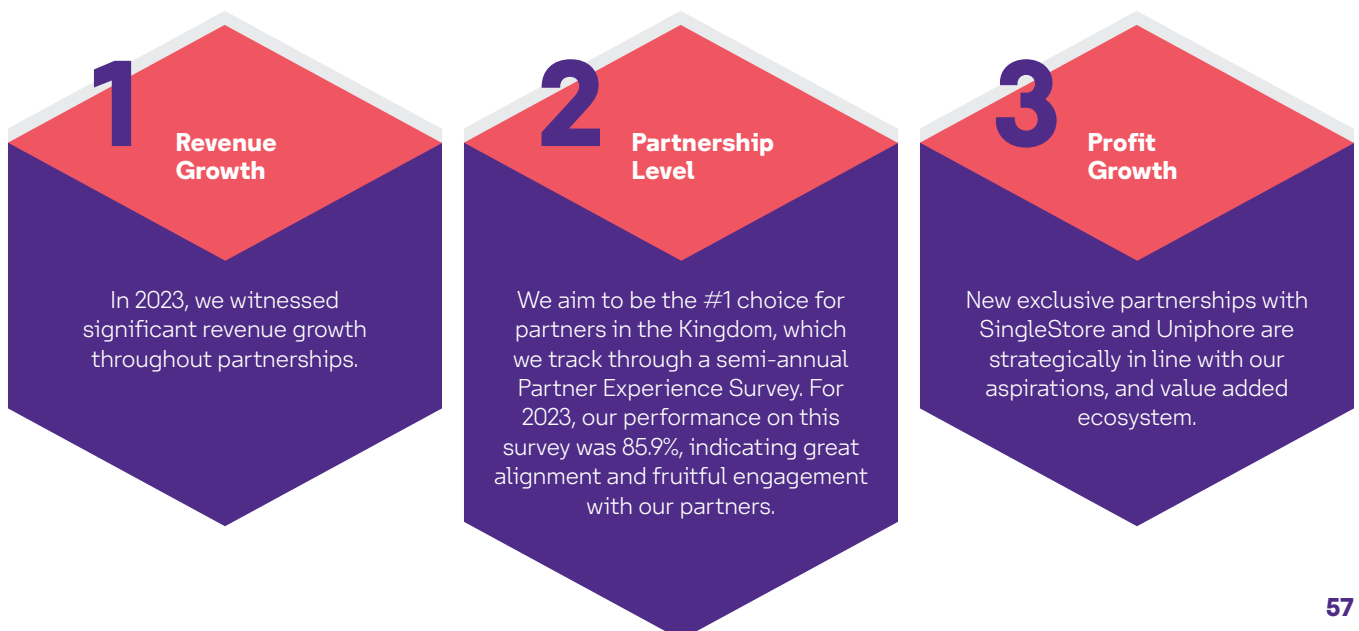 1
Revenue
Growth
In 2023, we witnessed
significant revenue growth
throughout partnerships.
2
Partnership
Level
We aim to be the #1 choice for
partners in the Kingdom, which
we track through a semi-annual
Partner Experience Survey. For
2023, our performance on this
survey was 85.9%, indicating great
alignment and fruitful engagement
with our partners.
3
Profit
Growth
New exclusive partnerships with
SingleStore and Uniphore are
strategically in line with our
aspirations, and value added
ecosystem.
57